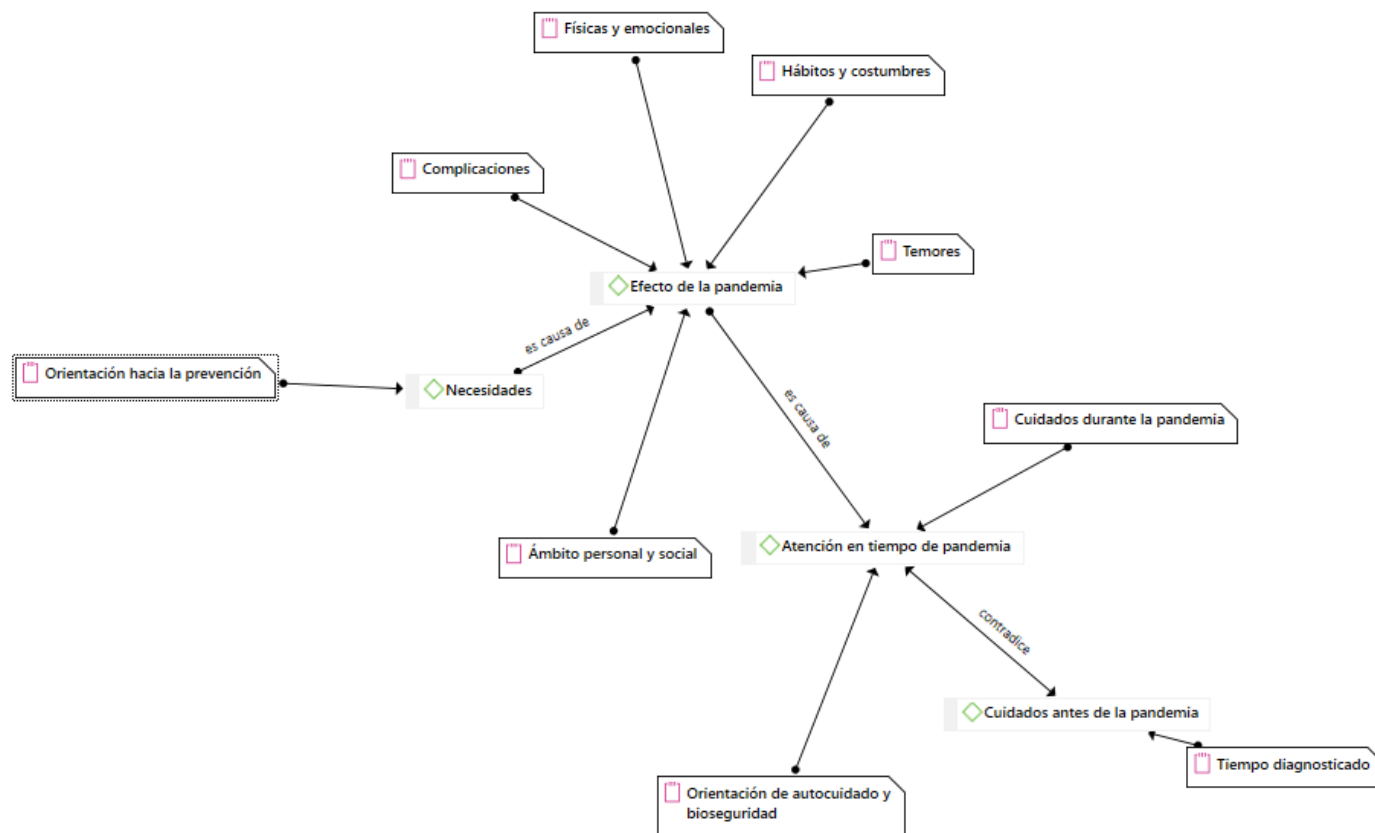 Físicas y emocionales
Hábitos y costumbres
Complicaciones
Temores
Efecto de la pandemia
es causa de
Orientación hacia la prevención
Necesidades
es causa de
Cuidados durante la pandemia
Ámbito personal y social
Atención en tiempo de pandemia
contradice
Cuidados antes de la pandemia
Tiempo diagnosticado
Orientación de autocuidado y
bioseguridad